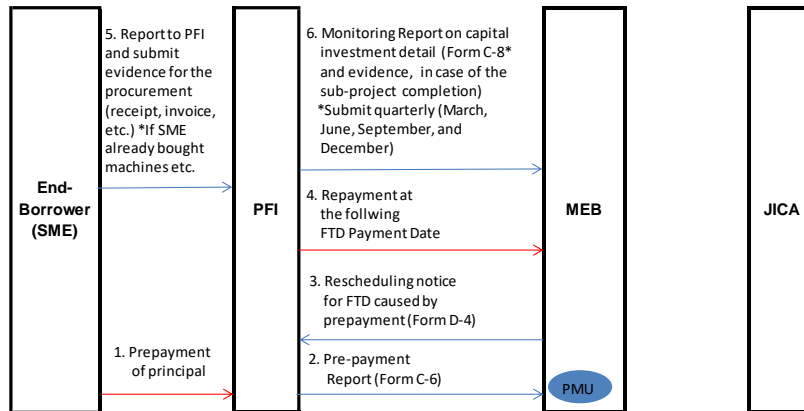 5. Report to PFI
and submit
evidence for the
procurement
(receipt, invoice,
etc.) *If SME
already bought
machines etc.
6. Monitoring Report on capital
investment detail (Form C-8*
and evidence, in case of the
sub-project completion)
*Submit quarterly (March,
June, September, and
December)
End-
Borrower
(SME)
PFI
4. Repayment at
the follwing
FTD Payment Date
MEB
JICA
3. Rescheduling notice
for FTD caused by
prepayment (Form D-4)
1. Prepayment
of principal
2. Pre-payment
Report (Form C-6)
PMU